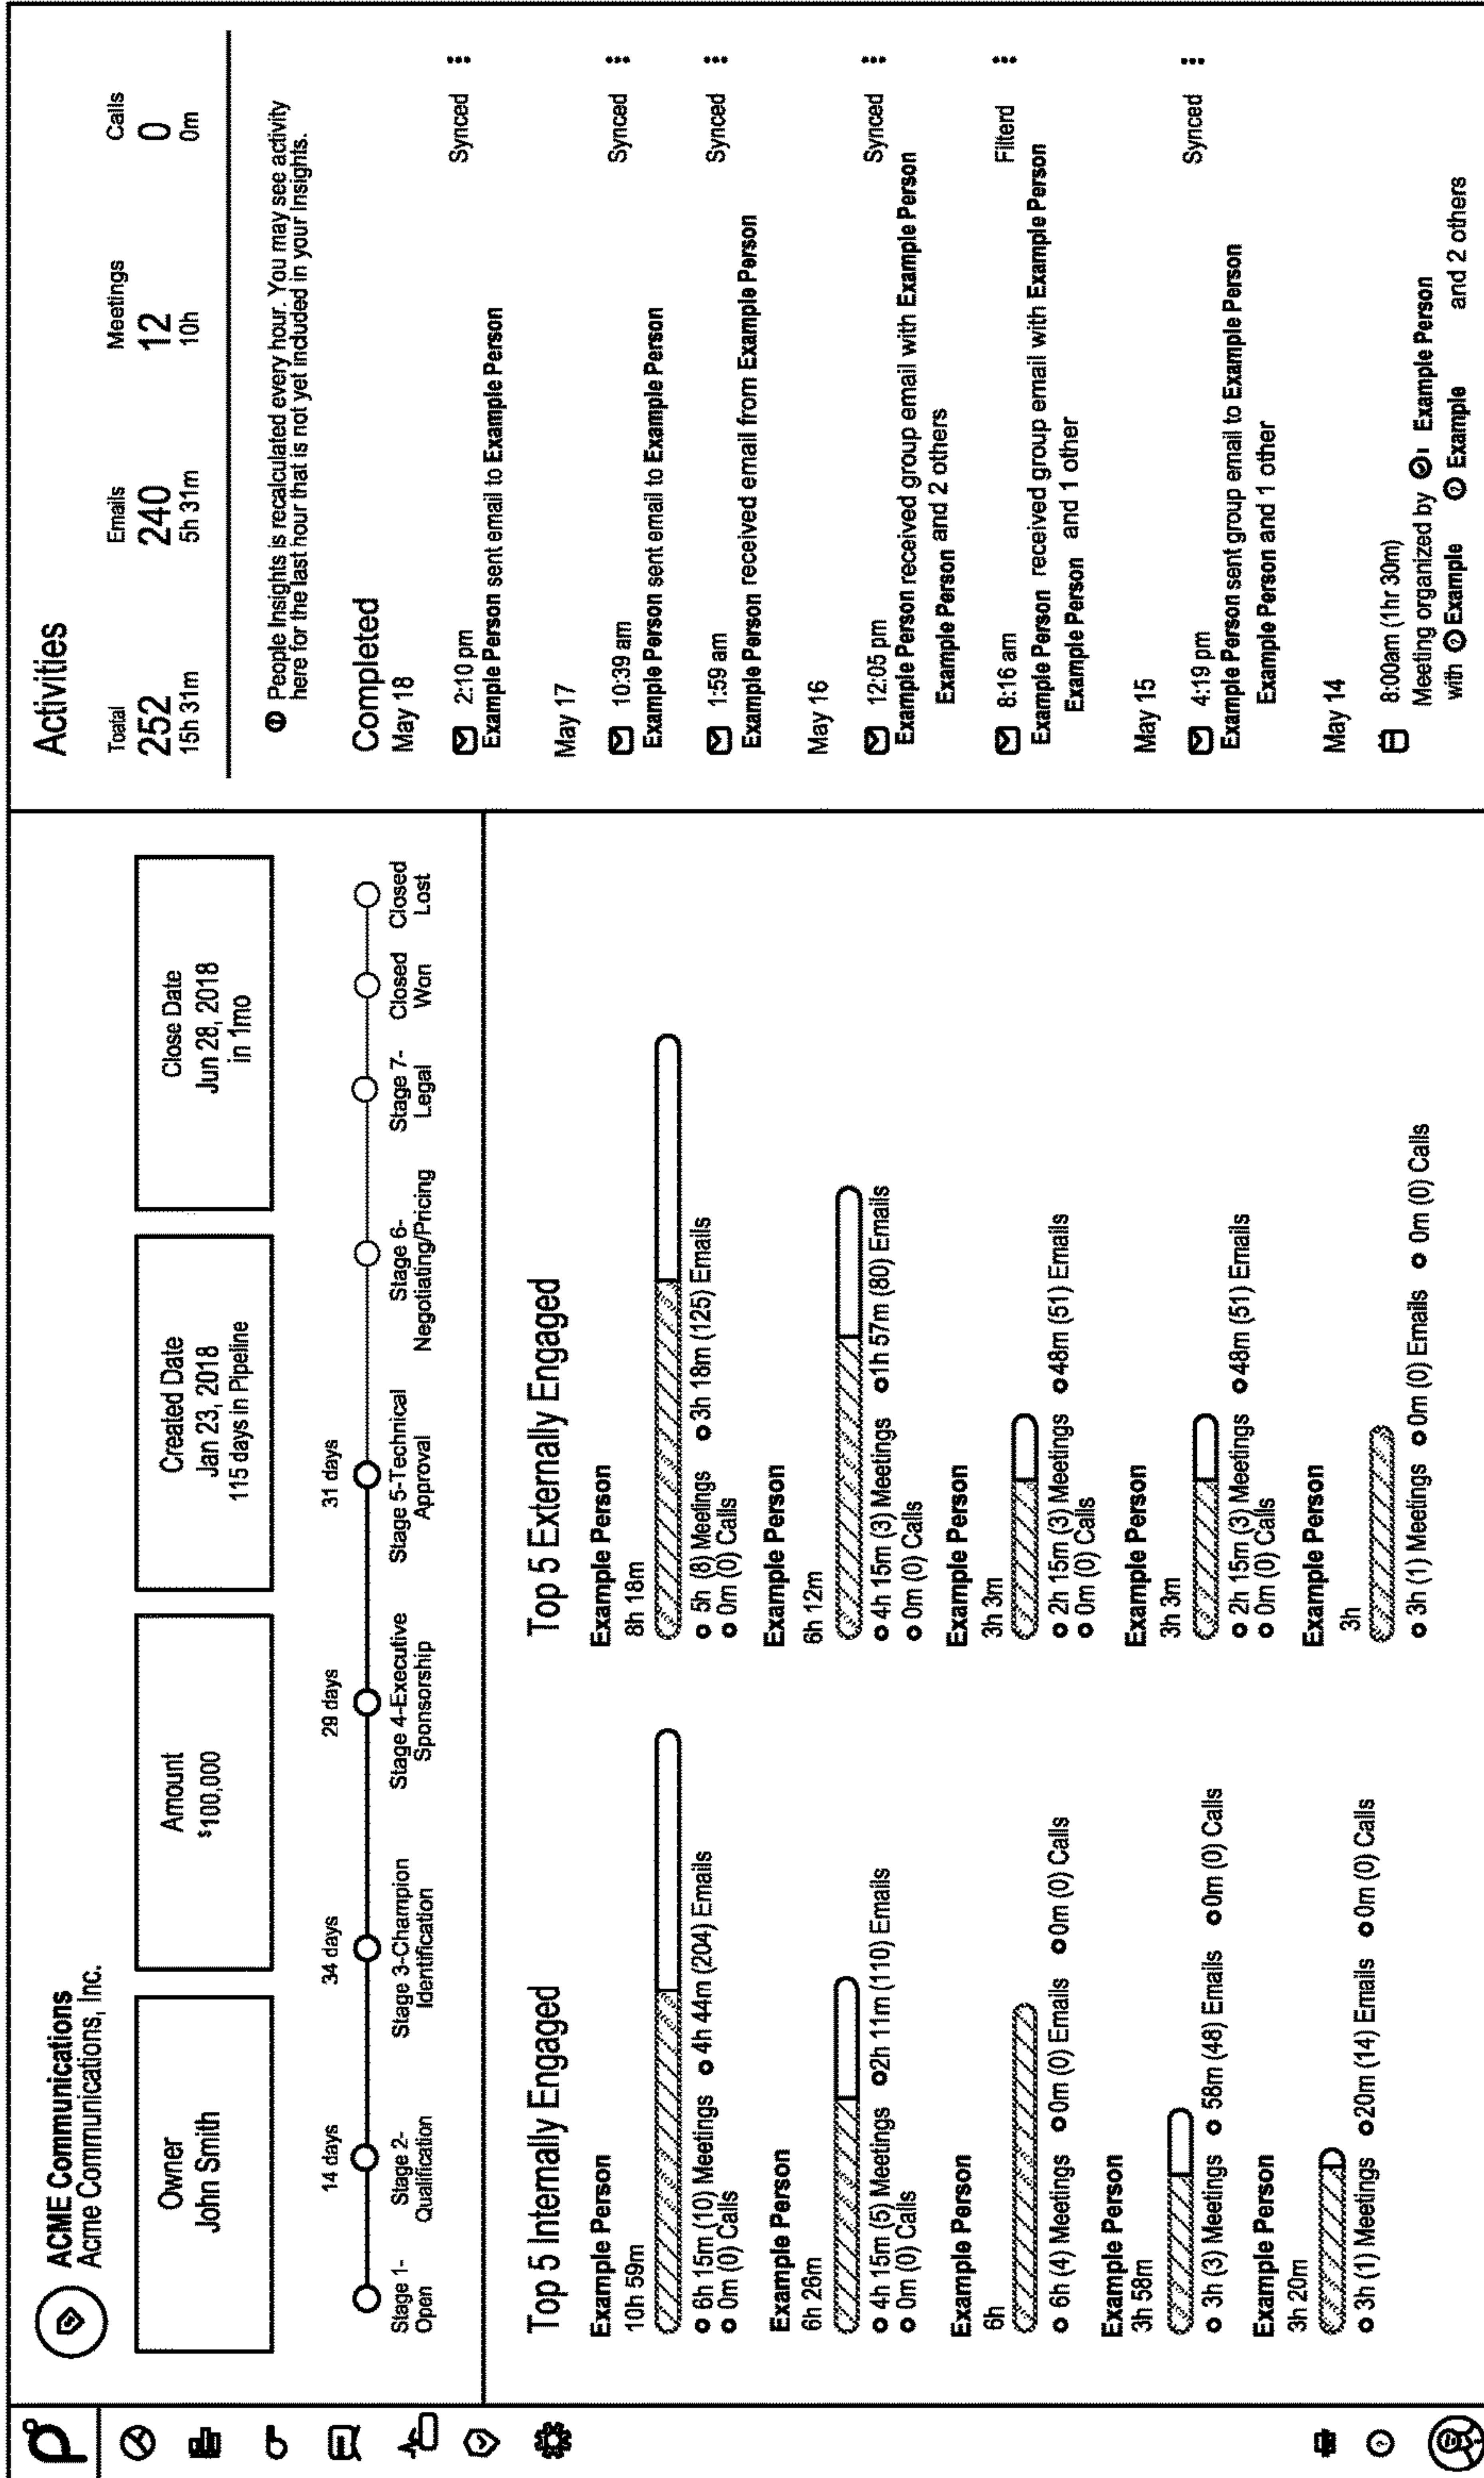 ACME Communications
Acme Communications, Inc.
Owner
John Smith
Amount
$100,000
Created Date
Jan 23, 2018
115 days in Pipeline
Close Date
Jun 28, 2018
in 1mo
14 days
34 days
29 days
31 days
Stage 1-
Open
Stage 2-
Qualification
Stage 3-Champion
Identification
Stage 4-Executive
Sponsorship
Stage 5-Technical
Approval
Stage 6-
Negotiating/Pricing
Stage 7-
Legal
Closed
Won
Closed
Lost
Top 5 Internally Engaged
Example Person
10h 59m
6h 15m (10) Meetings 4h 44m (204) Emails
0m (0) Calls
Example Person
6h 26m
4h 15m (5) Meetings 2h 11m (110) Emails
0m (0) Calls
Example Person
6h
6h (4) Meetings 0m (0) Emails 0m (0) Calls
Example Person
3h 58m
3h (3) Meetings 58m (48) Emails 0m (0) Calls
Example Person
3h 20m
3h (1) Meetings 20m (14) Emails 0m (0) Calls
Top 5 Externally Engaged
Example Person
8h 18m
5h (8) Meetings 3h 18m (125) Emails
0m (0) Calls
Example Person
6h 12m
4h 15m (3) Meetings 1h 57m (80) Emails
0m (0) Calls
Example Person
3h 3m
2h 15m (3) Meetings 48m (51) Emails
0m (0) Calls
Example Person
3h 3m
2h 15m (3) Meetings 48m (51) Emails
0m (0) Calls
Example Person
3h
3h (1) Meetings 0m (0) Emails 0m (0) Calls
Activities
Toatal Emails Meetings Calls
252 240 12 0
15h 31m 5h 31m 10h 0m
People Insights is recalculated every hour. You may see activity
here for the last hour that is not yet included in your insights.
Completed
May 18
2:10 pm Synced
Example Person sent email to Example Person
May 17
10:39 am Synced
Example Person sent email to Example Person
1:59 am Synced
Example Person received email from Example Person
May 16
12:05 pm Synced
Example Person received group email with Example Person
Example Person and 2 others
8:16 am Filterd
Example Person received group email with Example Person
Example Person and 1 other
May 15
4:19 pm Synced
Example Person sent group email to Example Person
Example Person and 1 other
May 14
8:00am (1hr 30m)
Meeting organized by Example Person
with Example Example and 2 others